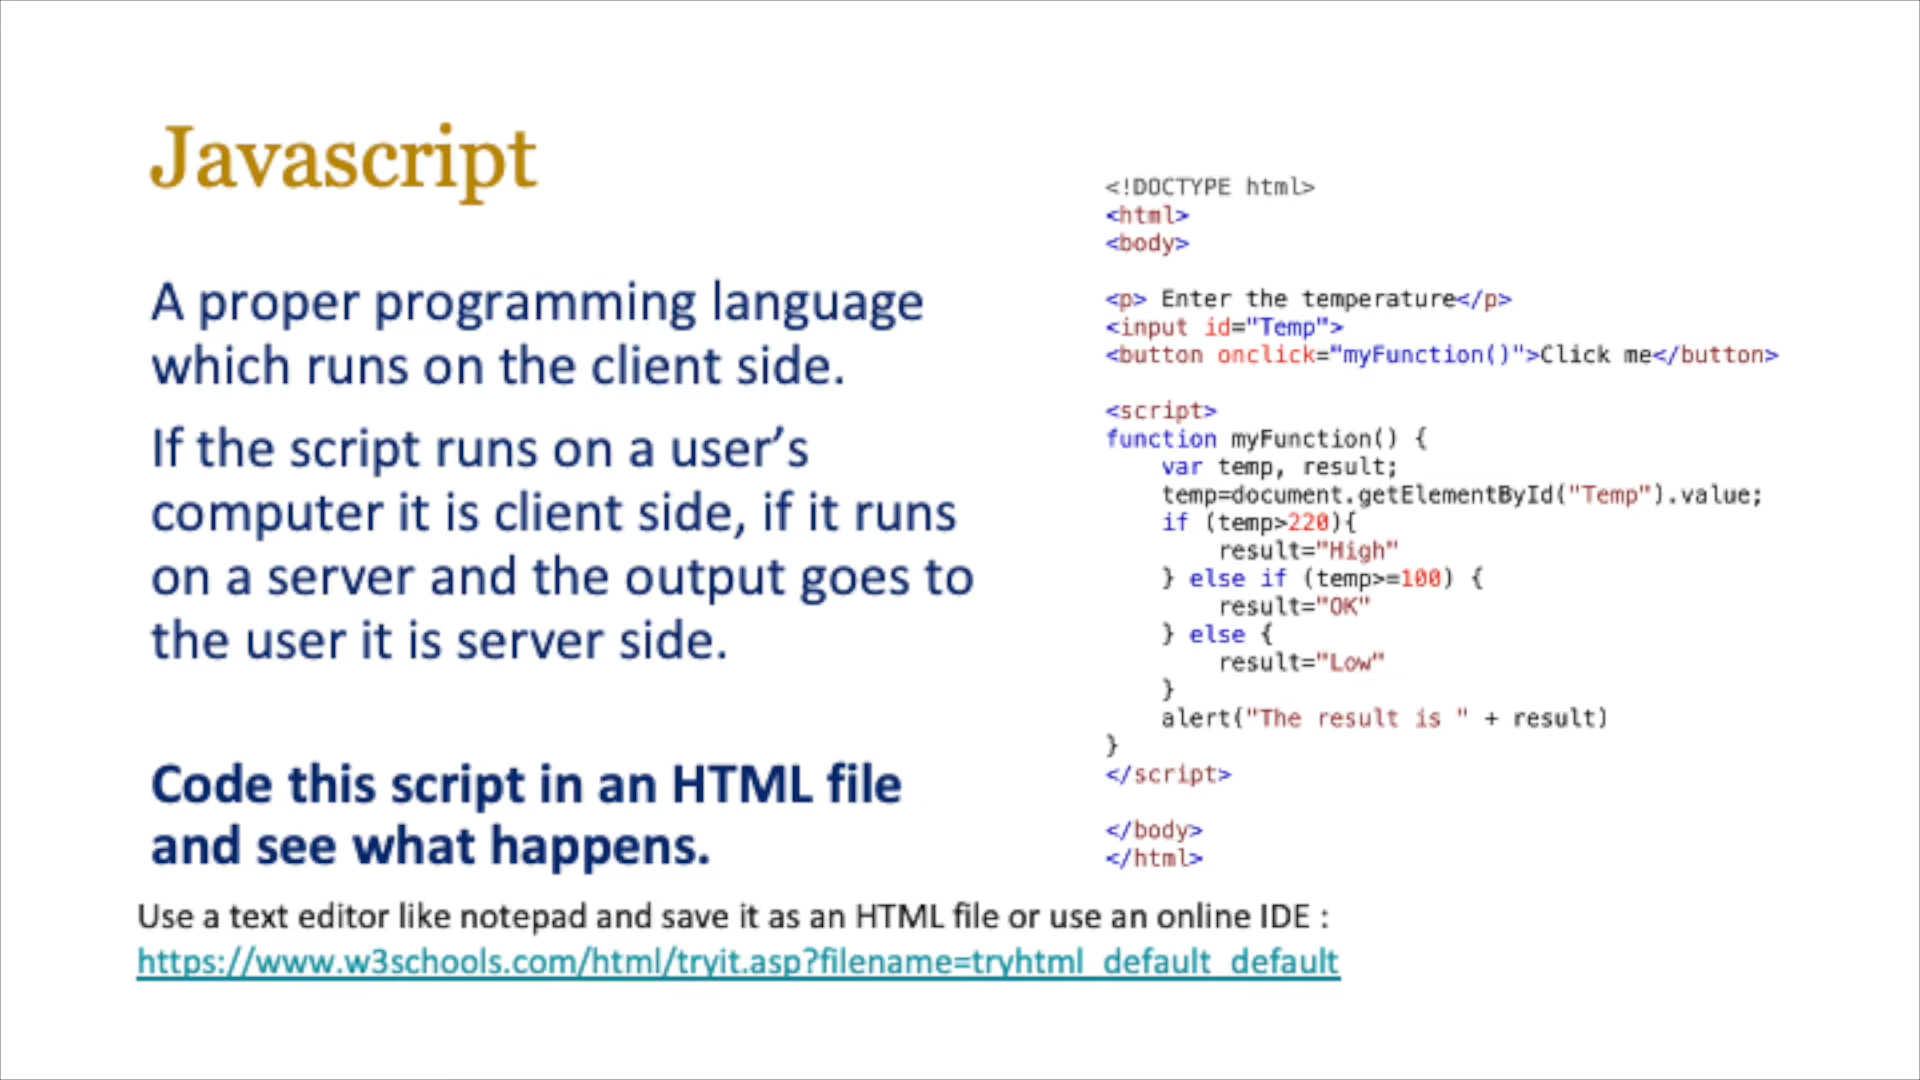 Javascript
A proper programming language
which runs on the client side.
If the script runs on a user’s
computer it is client side, if it runs
on a server and the output goes to
the user it is server side.
Code this script in an HTML file
and see what happens.
<!DOCTYPE html>
<html>
<body>
<p> Enter the temperature</p>
<input id="Temp">
<button onclick="myFunction()">Click me</button>
<script>
function myFunction() {
    var temp, result;
    temp=document.getElementById("Temp").value;
    if (temp>220){
        result="High"
    } else if (temp>=100) {
        result="OK"
    } else {
        result="Low"
    }
    alert("The result is " + result)
}
</script>
</body>
</html>
Use a text editor like notepad and save it as an HTML file or use an online IDE :
https://www.w3schools.com/html/tryit.asp?filename=tryhtml_default_default